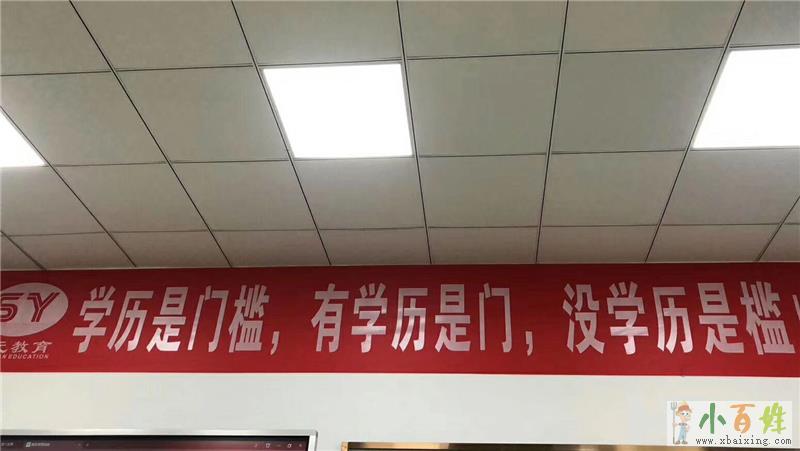 SY
教育
EDUCATION
学历是门槛，有学历是门，没学历是槛
小百姓
www.xbaixing.com